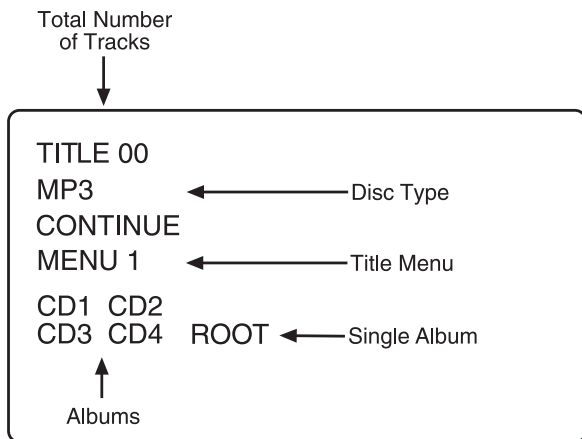 Total Number
of Tracks
TITLE 00
MP3
Disc Type
CONTINUE
MENU 1
Title Menu
CD1 CD2
CD3 CD4 ROOT
Single Album
Albums